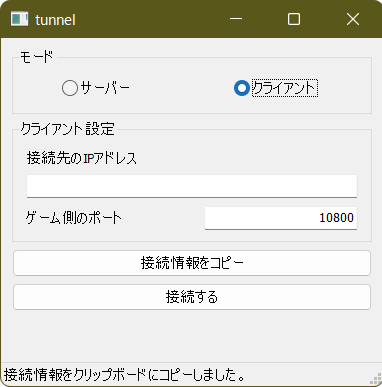 tunnel
モード
サーバー
クライアント
クライアント設定
接続先のIPアドレス
ゲーム側のポート
10800
接続情報をコピー
接続する
接続情報をクリップボードにコピーしました。